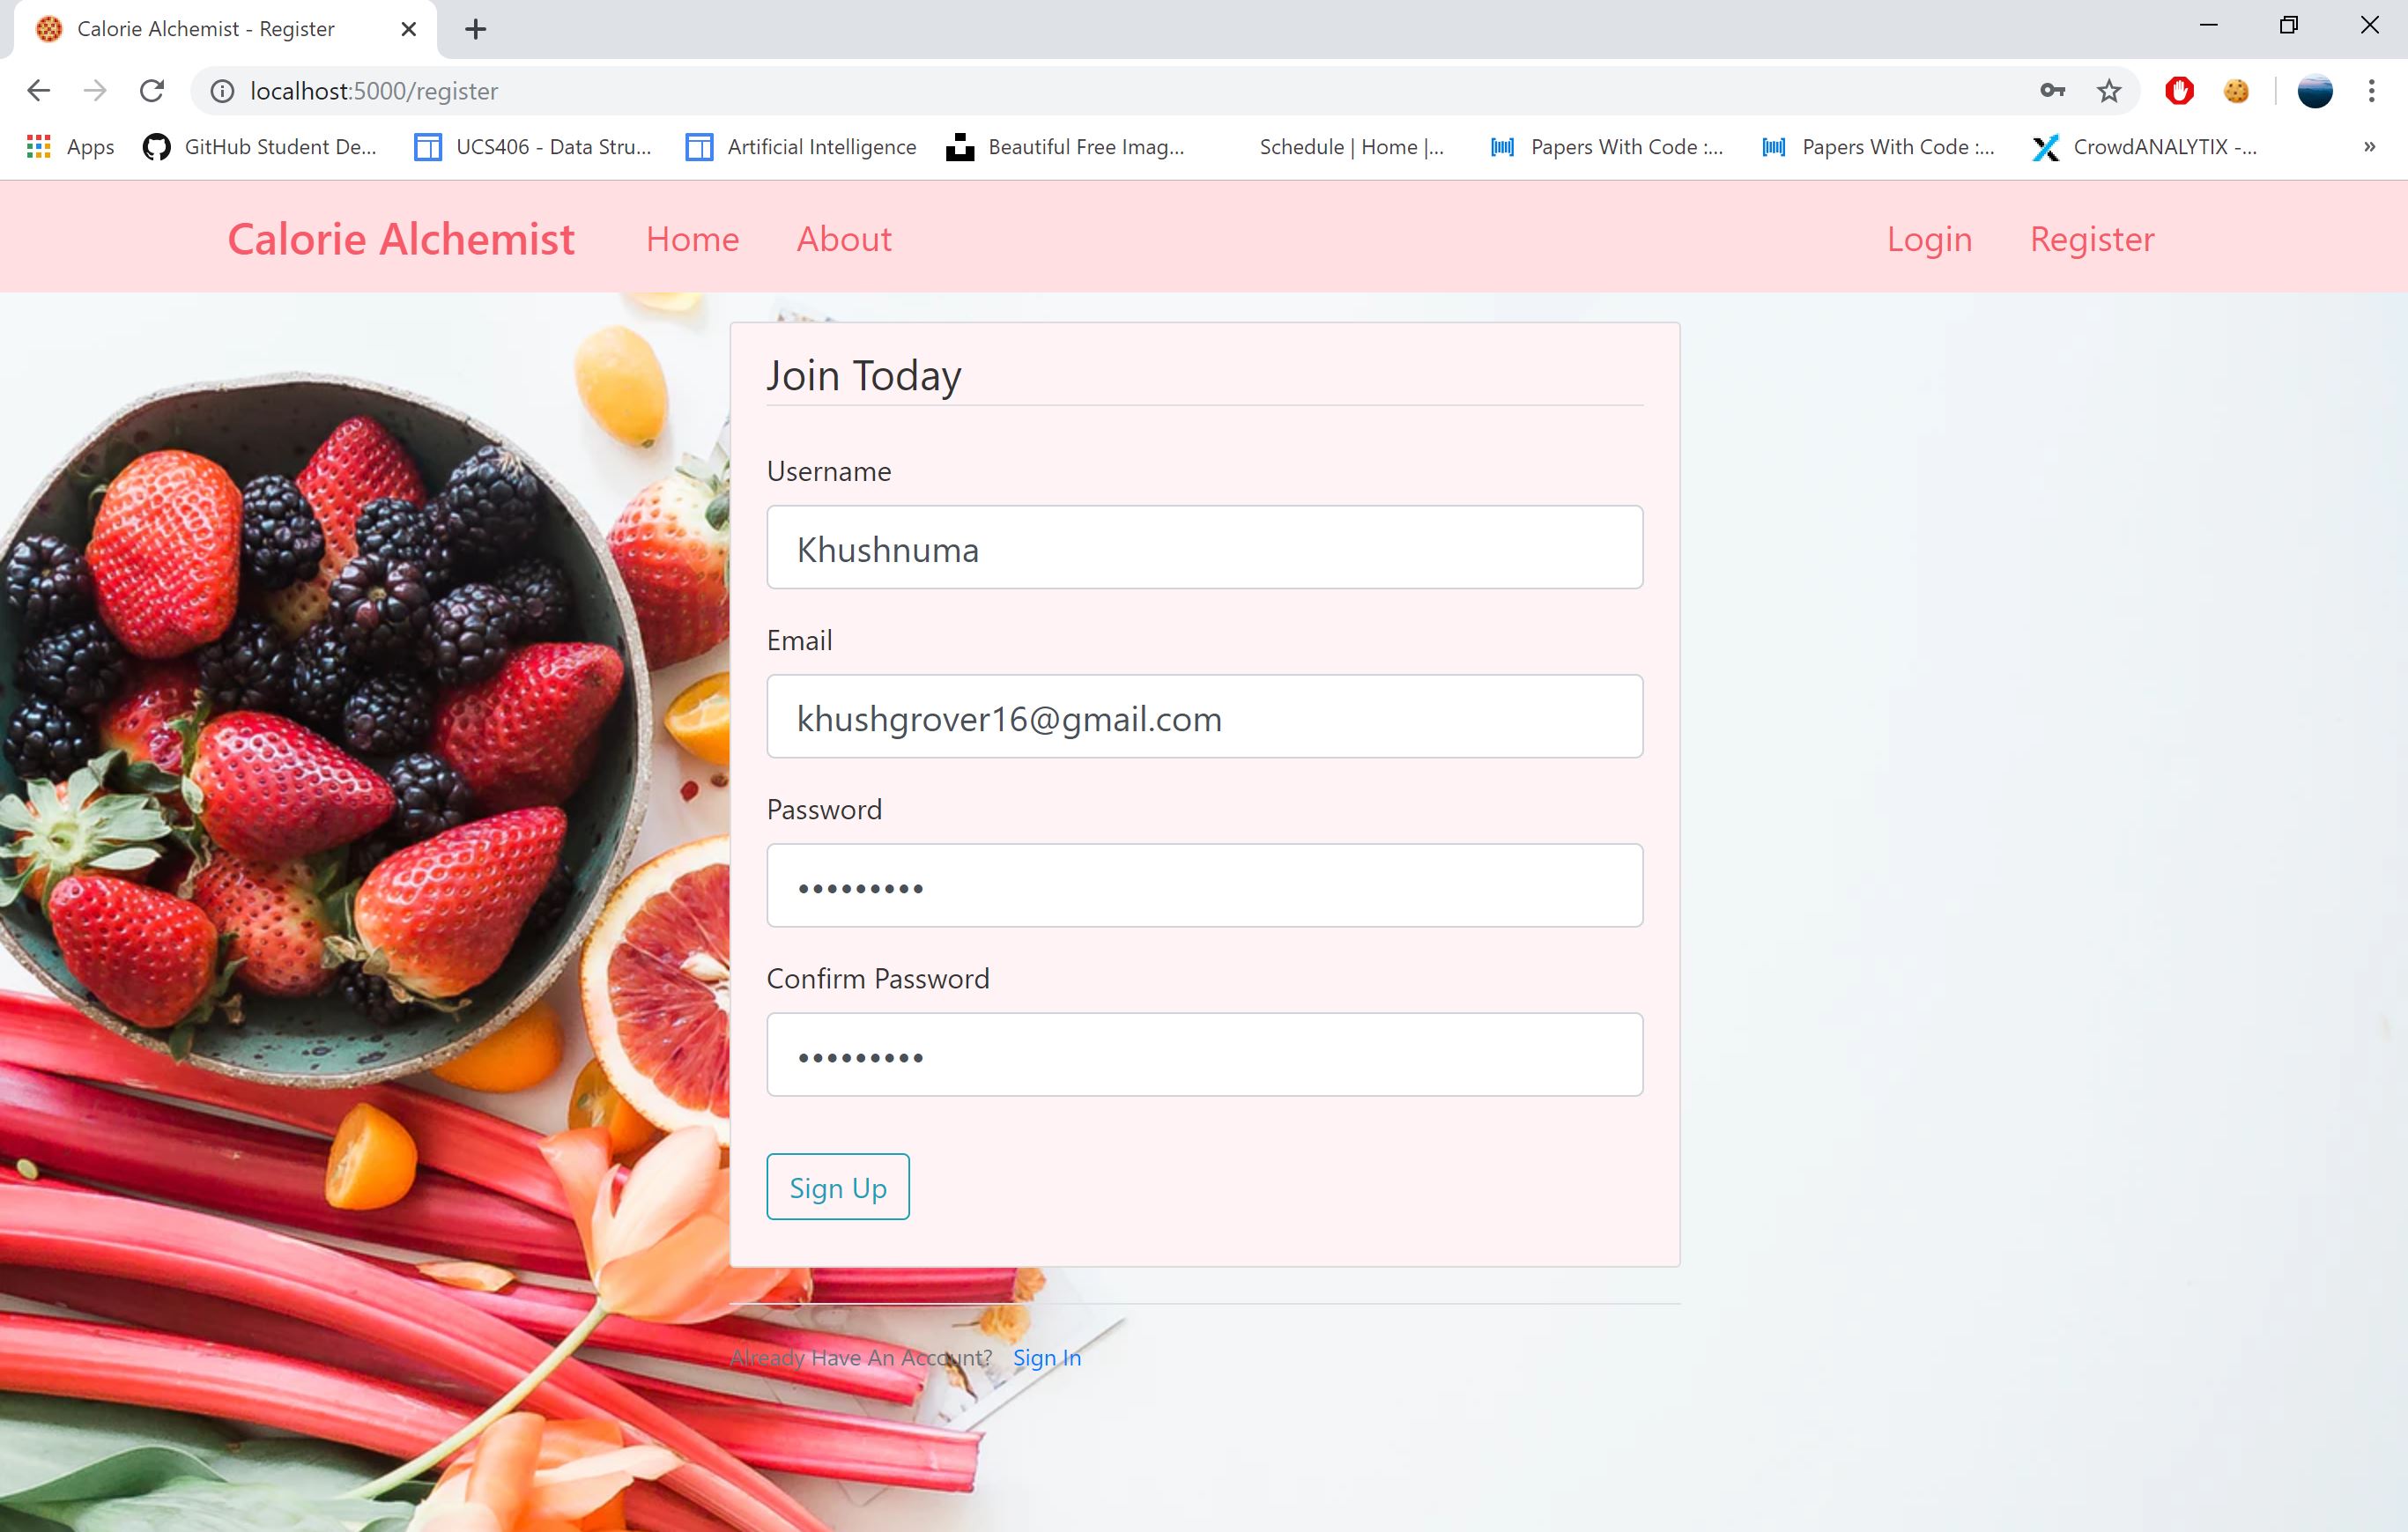 Calorie Alchemist - Register
localhost:5000/register
Apps GitHub Student De... UCS406 - Data Stru... Artificial Intelligence Beautiful Free Imag... Schedule | Home |... Papers With Code :... Papers With Code :... CrowdANALYTIX -... »
Calorie Alchemist Home About Login Register
Join Today
Username
Khushnuma
Email
khushgrover16@gmail.com
Password
•••••••••
Confirm Password
•••••••••
Sign Up
Already Have An Account? Sign In